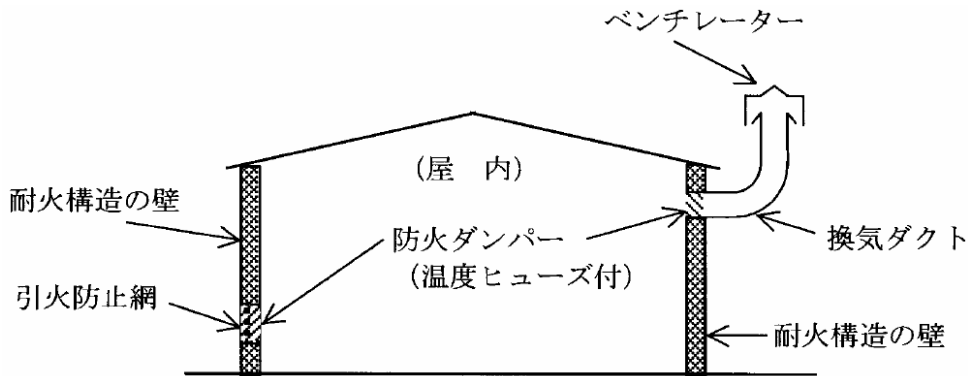 ベンチレーター
(屋 内)
耐火構造の壁
防火ダンパー
(温度ヒューズ付)
換気ダクト
引火防止網
耐火構造の壁